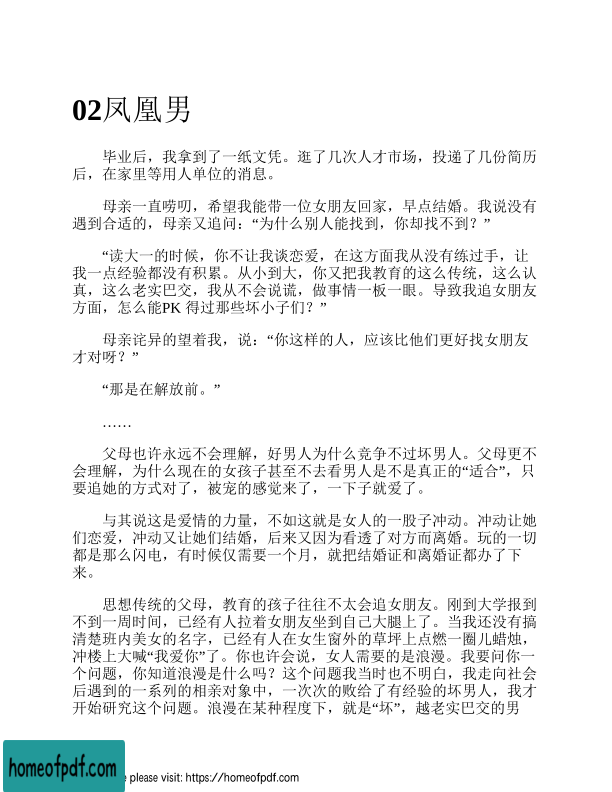 02凤凰男
毕业后，我拿到了一纸文凭。逛了几次人才市场，投递了几份简历
后，在家里等用人单位的消息。
母亲一直唠叨，希望我能带一位女朋友回家，早点结婚。我说没有
遇到合适的，母亲又追问：“为什么别人能找到，你却找不到？”
“读大一的时候，你不让我谈恋爱，在这方面我从没有练过手，让
我一点经验都没有积累。从小到大，你又把我教育的这么传统，这么认
真，这么老实巴交，我从不会说谎，做事情一板一眼。导致我追女朋友
方面，怎么能PK 得过那些坏小子们？”
母亲诧异的望着我，说：“你这样的人，应该比他们更好找女朋友
才对呀？”
“那是在解放前。”
……
父母也许永远不会理解，好男人为什么竞争不过坏男人。父母更不
会理解，为什么现在的女孩子甚至不去看男人是不是真正的“适合”，只
要追她的方式对了，被宠的感觉来了，一下子就爱了。
与其说这是爱情的力量，不如这就是女人的一股子冲动。冲动让她
们恋爱，冲动又让她们结婚，后来又因为看透了对方而离婚。玩的一切
都是那么闪电，有时候仅需要一个月，就把结婚证和离婚证都办了下
来。
思想传统的父母，教育的孩子往往不太会追女朋友。刚到大学报到
不到一周时间，已经有人拉着女朋友坐到自己大腿上了。当我还没有搞
清楚班内美女的名字，已经有人在女生窗外的草坪上点燃一圈儿蜡烛，
冲楼上大喊“我爱你”了。你也许会说，女人需要的是浪漫。我要问你一
个问题，你知道浪漫是什么吗？这个问题我当时也不明白，我走向社会
后遇到的一系列的相亲对象中，一次次的败给了有经验的坏男人，我才
开始研究这个问题。浪漫在某种程度下，就是“坏”，越老实巴交的男
homeofpdf.com
e please visit: https://homeofpdf.com